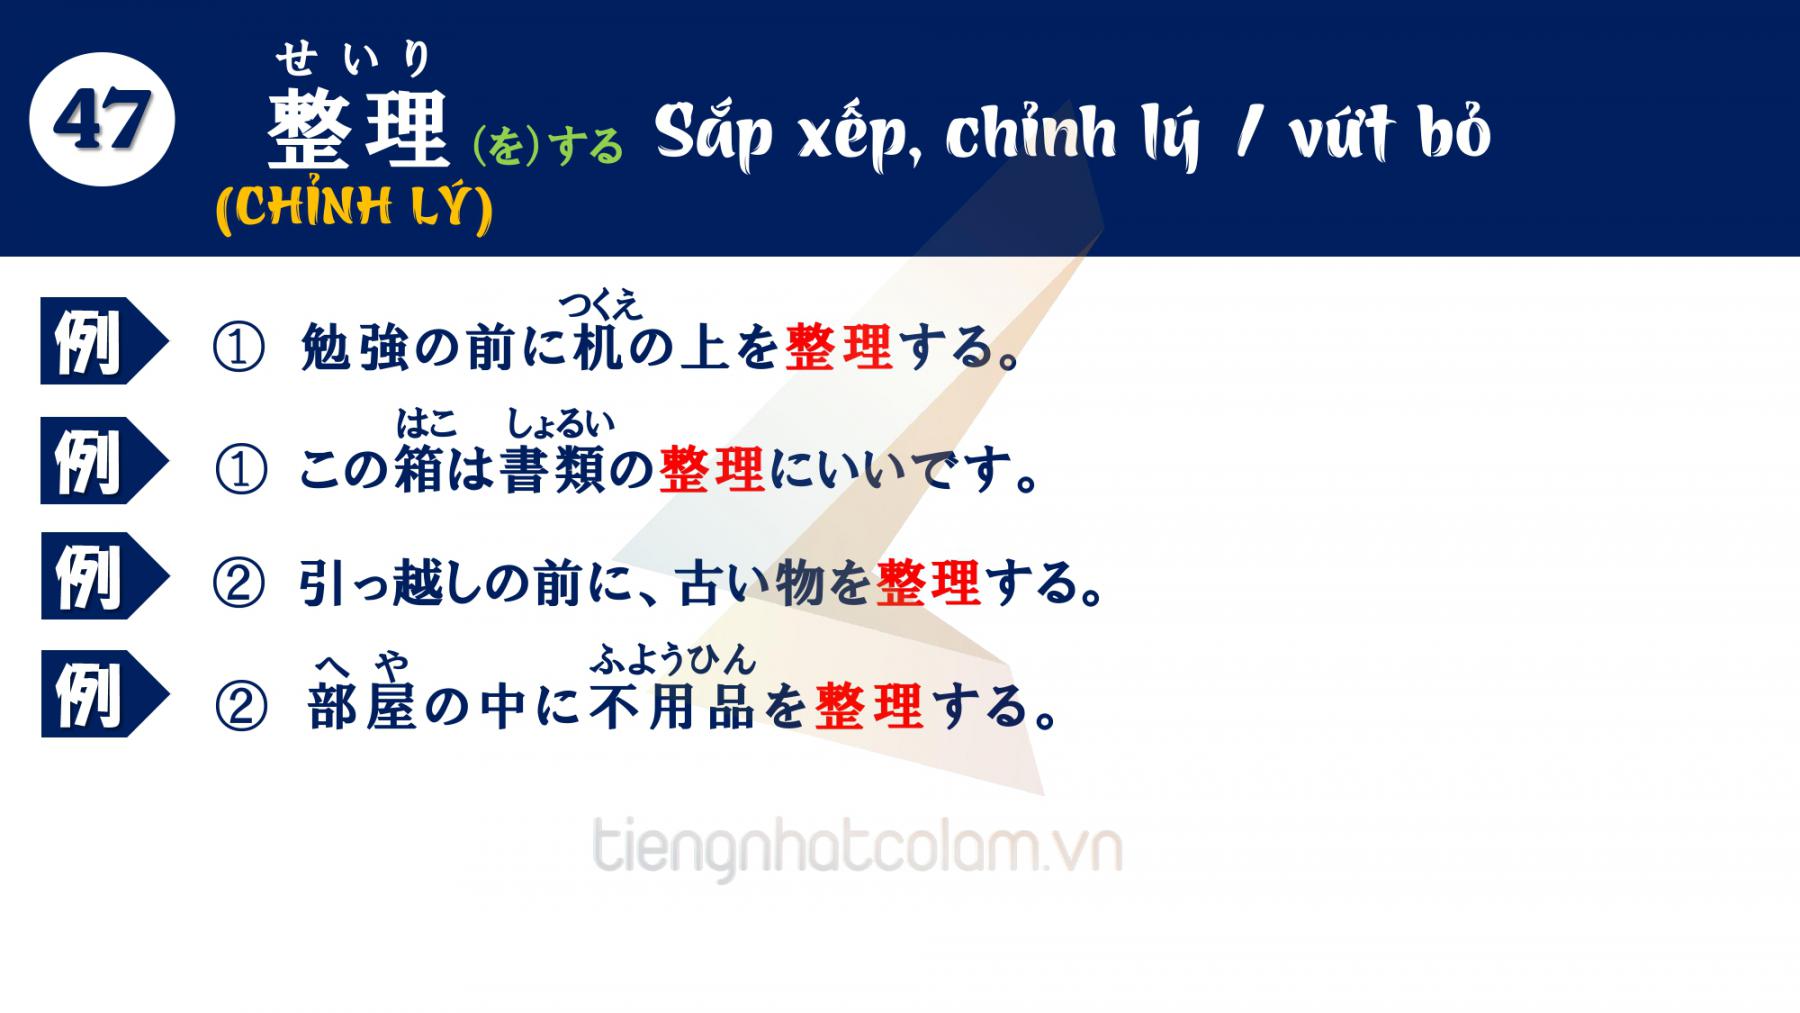 47
せいり
整理(を)する Sắp xếp, chỉnh lý / vứt bỏ
(CHỈNH LÝ)
つくえ
例 ① 勉強の前に机の上を整理する。
はこ しょるい
例 ① この箱は書類の整理にいいです。
例 ② 引っ越しの前に、古い物を整理する。
へや ふようひん
例 ② 部屋の中に不用品を整理する。
tiengnhatcolam.vn